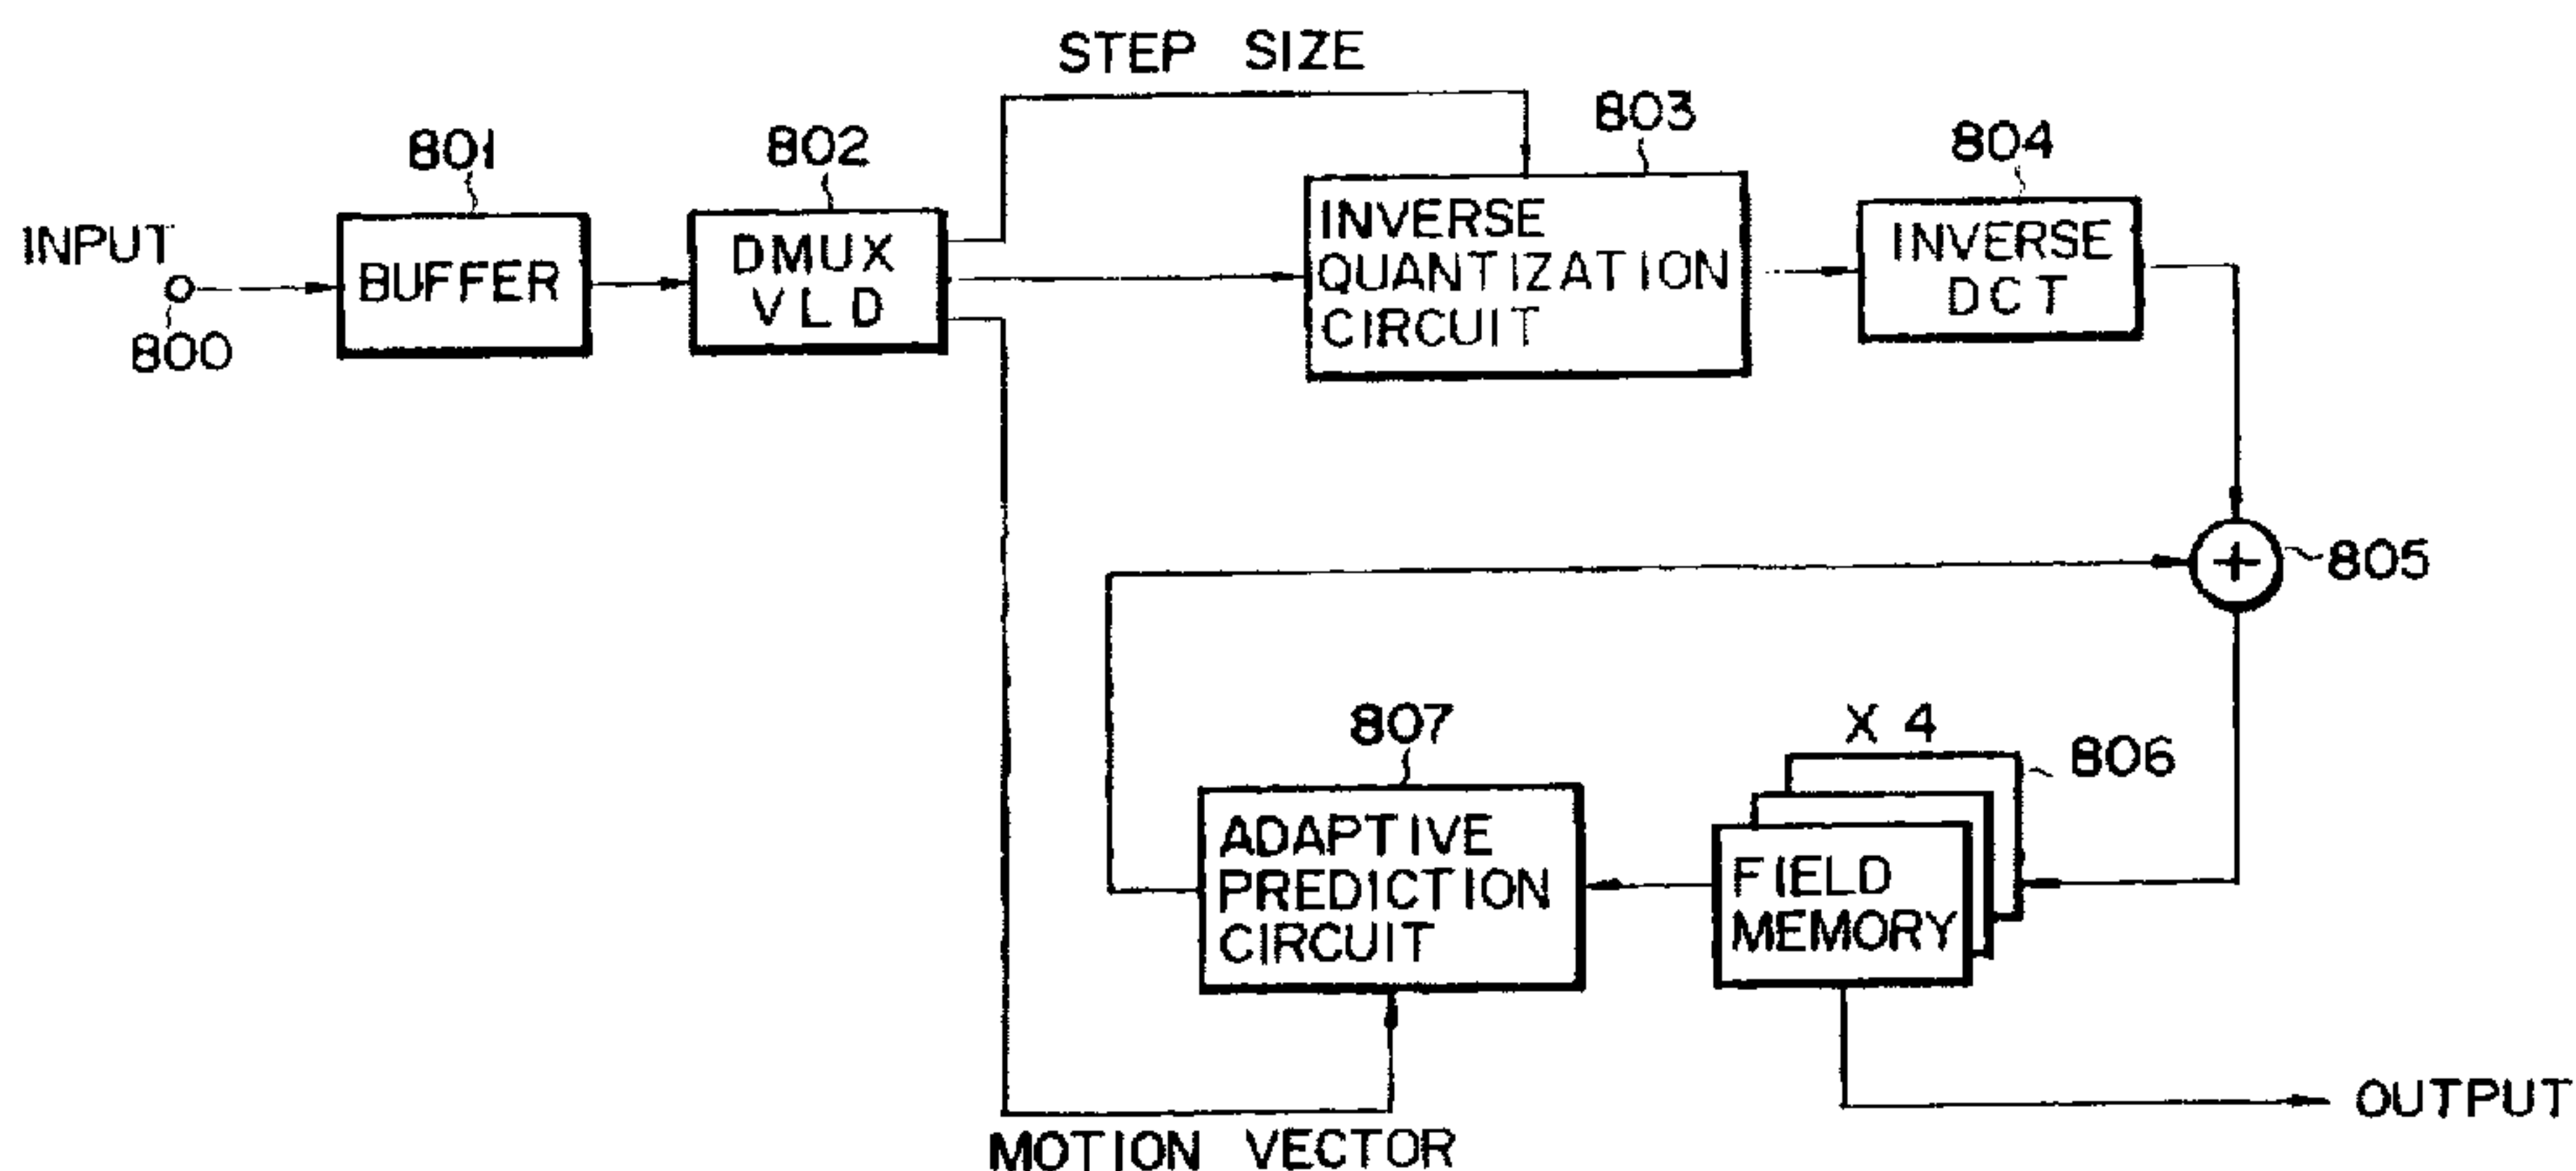 STEP SIZE
803
801
802
804
INPUT
BUFFER
DMUX
VLD
INVERSE
QUANTIZATION
CIRCUIT
INVERSE
DCT
800
805
807
X 4
806
ADAPTIVE
PREDICTION
CIRCUIT
FIELD
MEMORY
OUTPUT
MOTION VECTOR
+